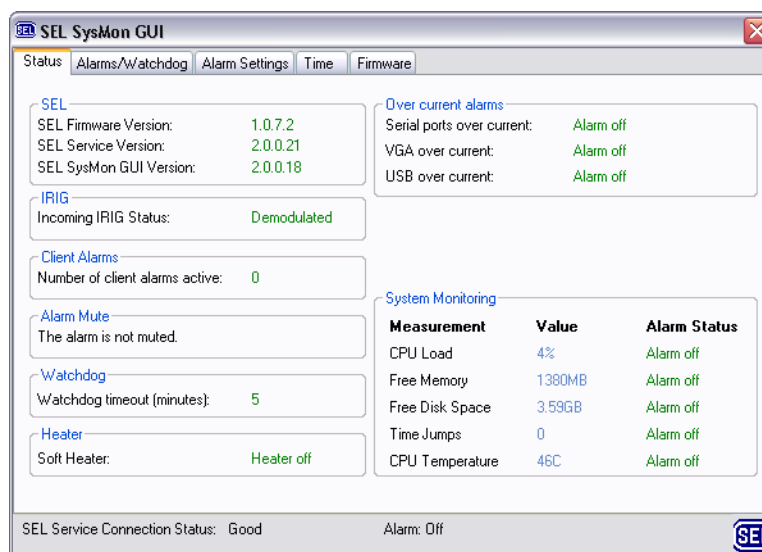 SEL SEL SysMon GUI
Status Alarms/Watchdog Alarm Settings Time Firmware
SEL
SEL Firmware Version: 1.0.7.2
SEL Service Version: 2.0.0.21
SEL SysMon GUI Version: 2.0.0.18
IRIG
Incoming IRIG Status: Demodulated
Client Alarms
Number of client alarms active: 0
Alarm Mute
The alarm is not muted.
Watchdog
Watchdog timeout (minutes): 5
Heater
Soft Heater: Heater off
Over current alarms
Serial ports over current: Alarm off
VGA over current: Alarm off
USB over current: Alarm off
System Monitoring
Measurement Value Alarm Status
CPU Load 4% Alarm off
Free Memory 1380MB Alarm off
Free Disk Space 3.59GB Alarm off
Time Jumps 0 Alarm off
CPU Temperature 46C Alarm off
SEL Service Connection Status: Good Alarm: Off
SE